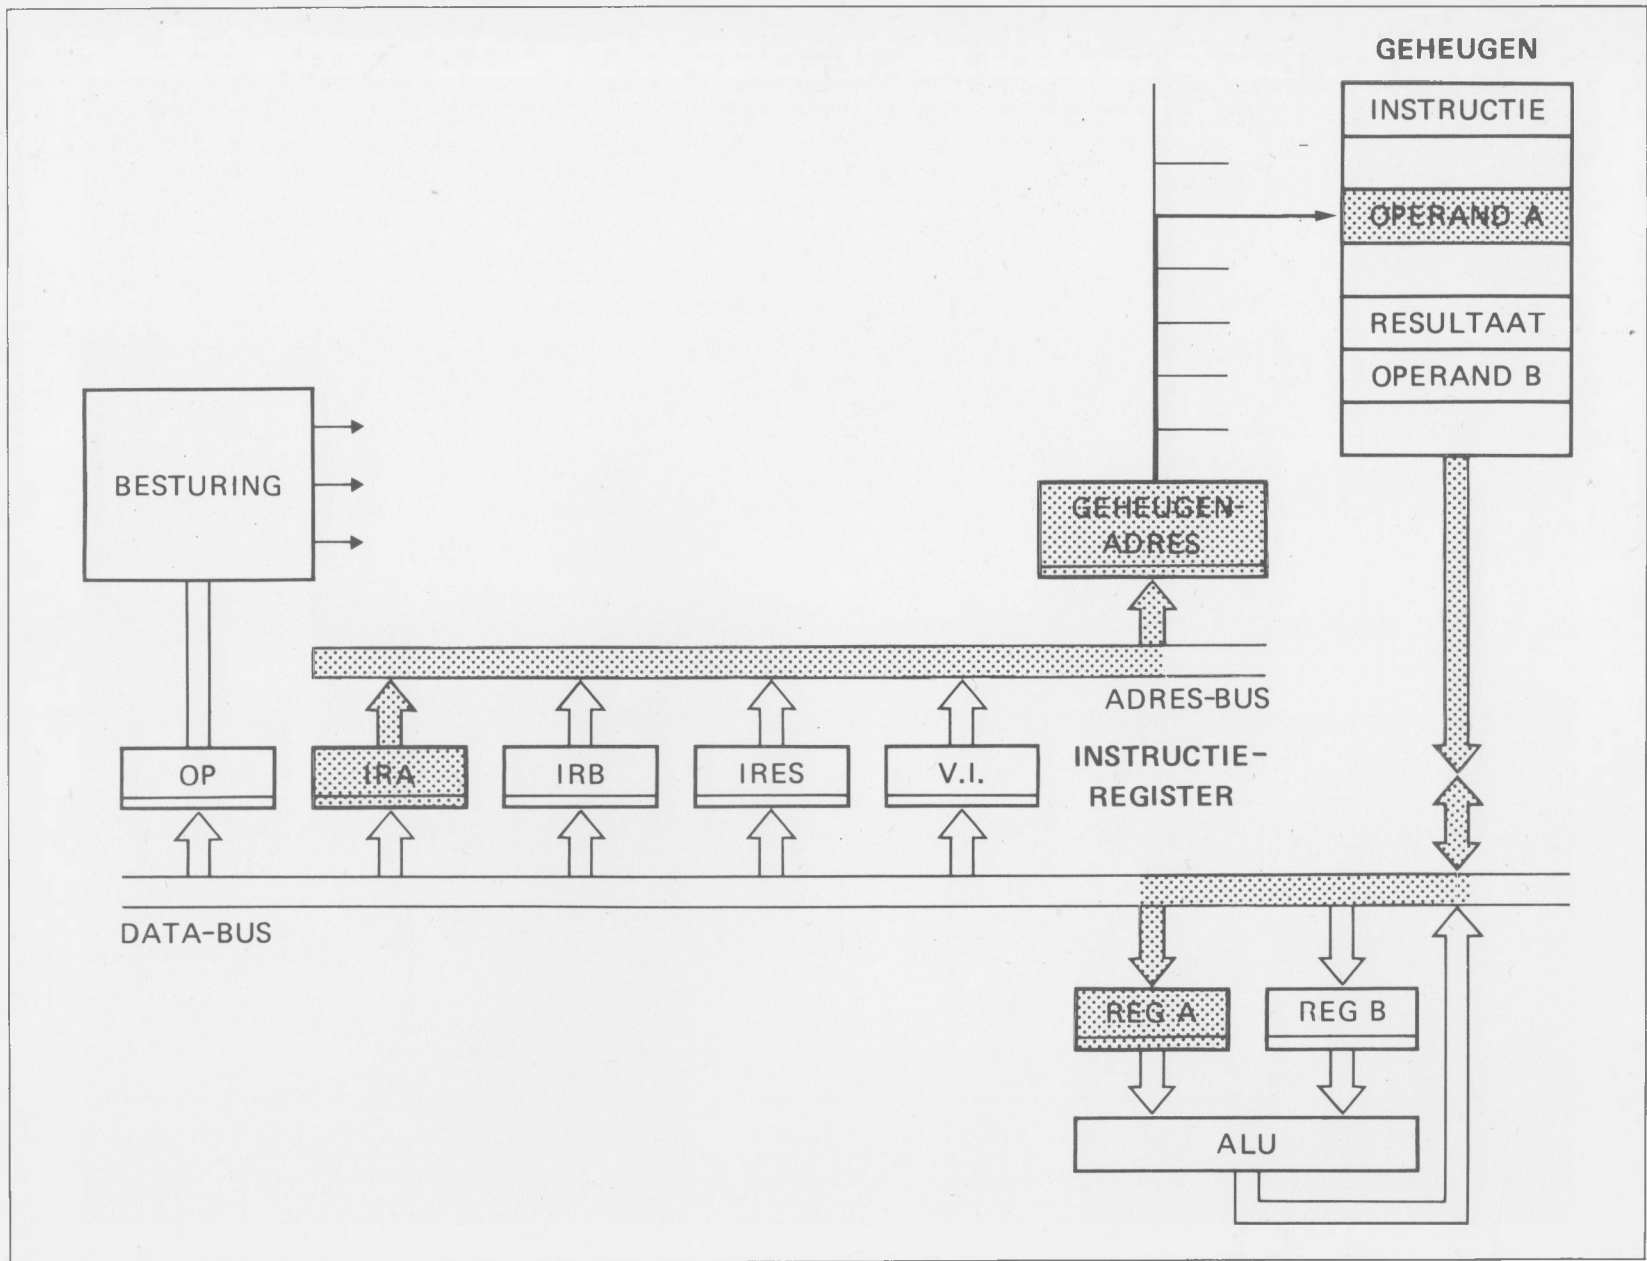 GEHEUGEN
INSTRUCTIE
OPERAND A
RESULTAAT
OPERAND B
BESTURING
GEHEUGEN-
ADRES
ADRES-BUS
OP
IRA
IRB
IRES
V.I.
INSTRUCTIE-
REGISTER
DATA-BUS
REG A
REG B
ALU